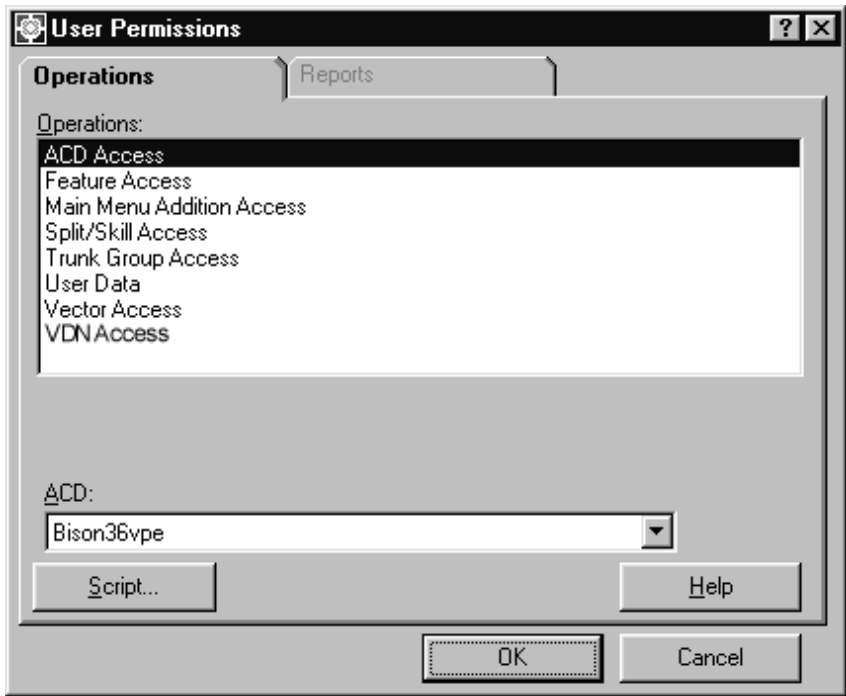 User Permissions
Operations
Reports
Operations:
ACD Access
Feature Access
Main Menu Addition Access
Split/Skill Access
Trunk Group Access
User Data
Vector Access
VDN Access
ACD:
Bison36vpe
Script...
Help
OK
Cancel